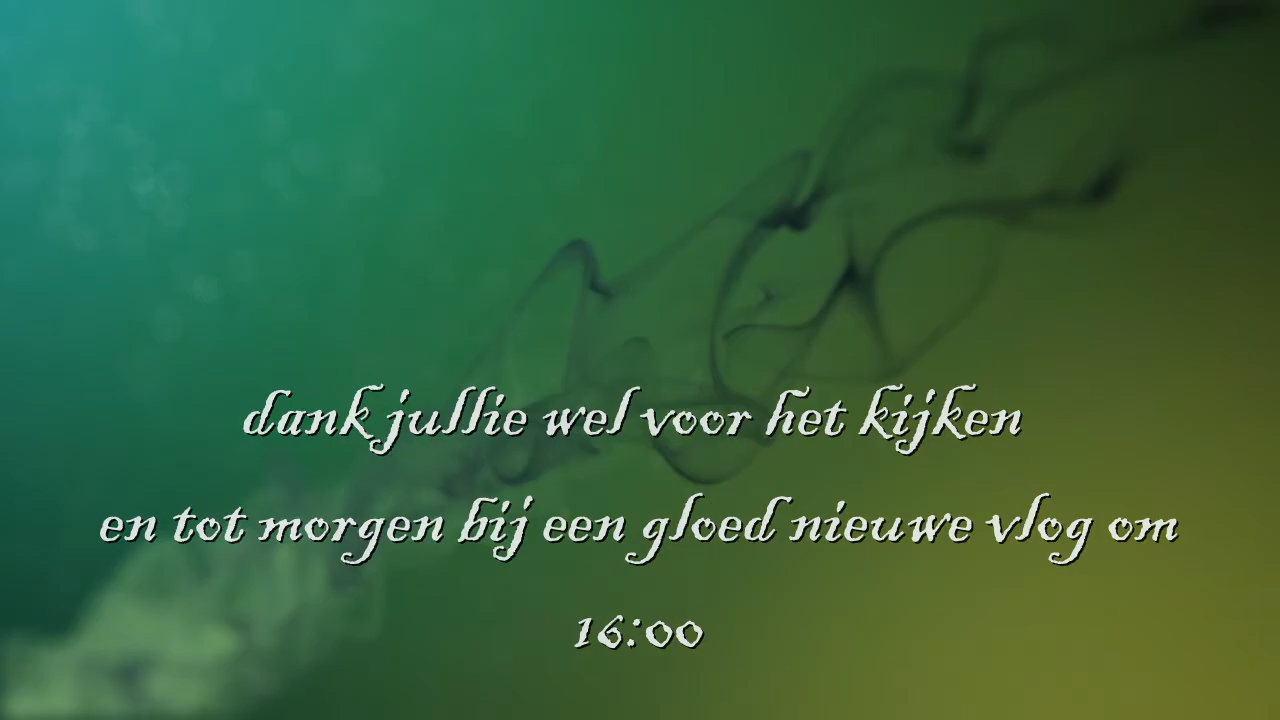 dank jullie wel voor het kijken
en tot morgen bij een gloed nieuwe vlog om
16:00